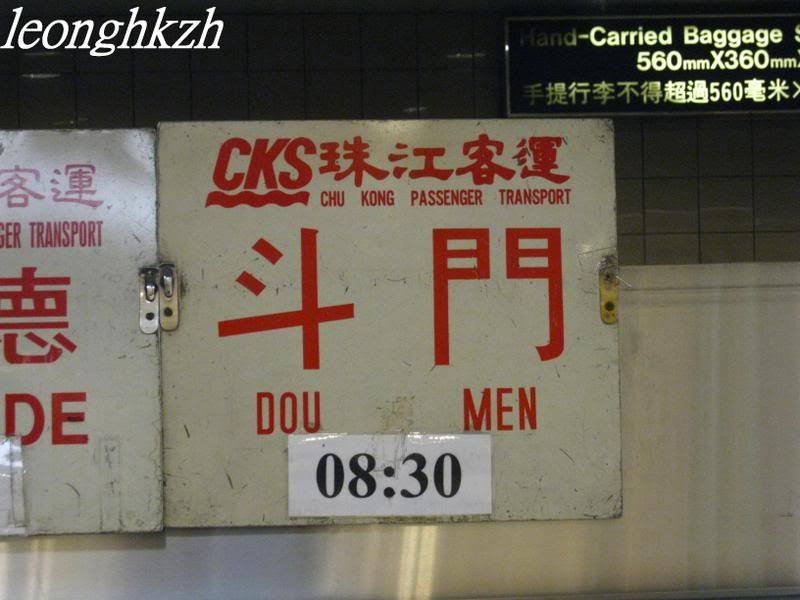 leonghkzh
Hand-Carried Baggage S
560mmX360mm
手提行李不得超過560毫米×
客運
GER TRANSPORT
德
DE
CKS珠江客運
CHU KONG PASSENGER TRANSPORT
斗門
DOU MEN
08:30